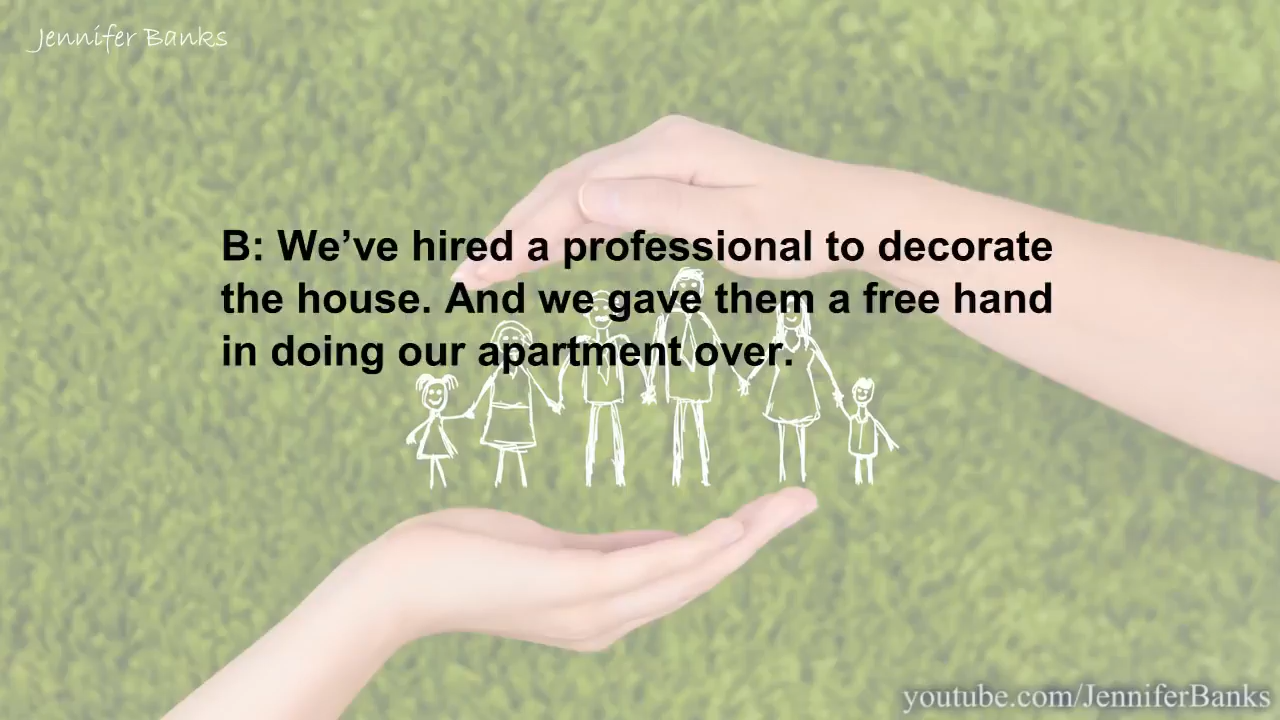 Jennifer Banks
B: We’ve hired a professional to decorate
the house. And we gave them a free hand
in doing our apartment over.
youtube.com/JenniferBanks